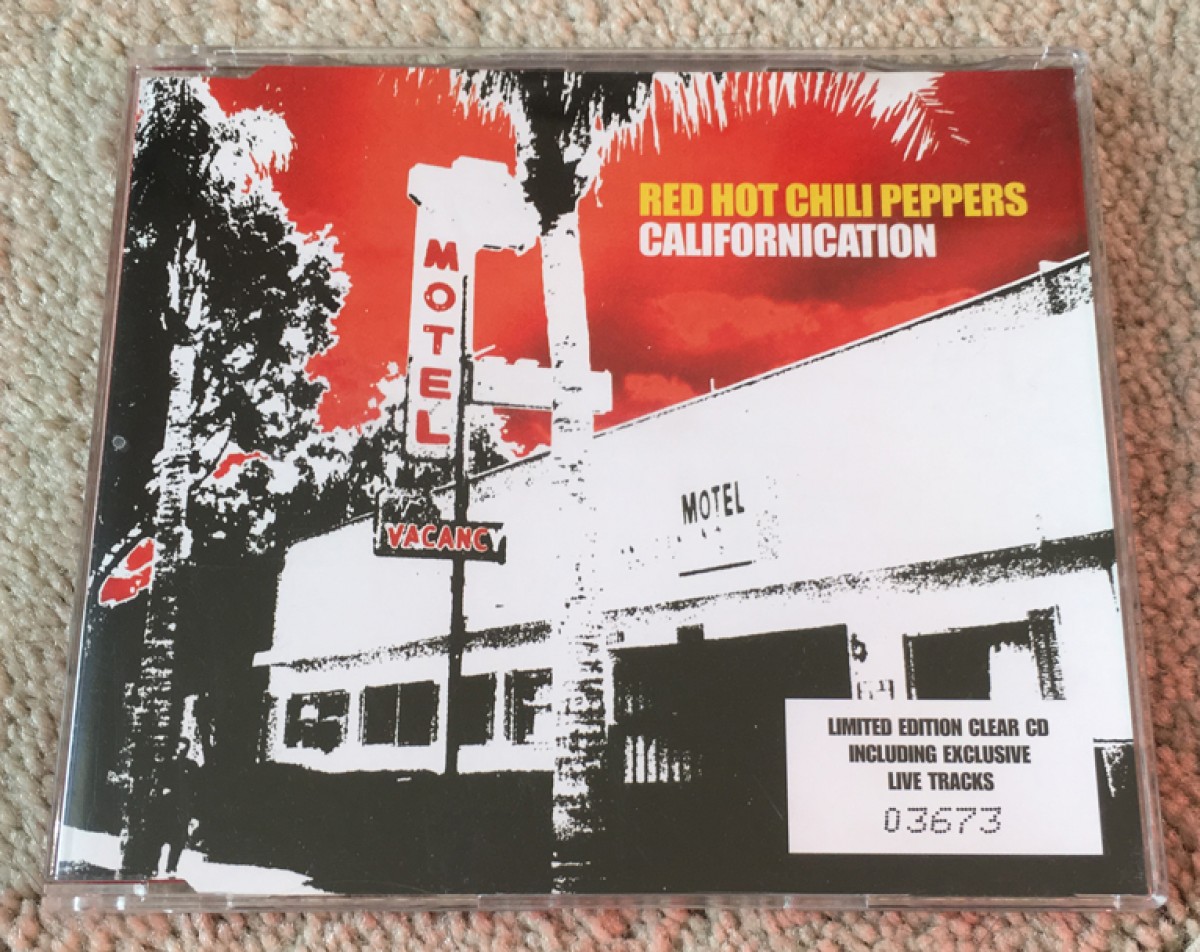 RED HOT CHILI PEPPERS
CALIFORNICATION
MOTEL
VACANCY
MOTEL
LIMITED EDITION CLEAR CD
INCLUDING EXCLUSIVE
LIVE TRACKS
03673